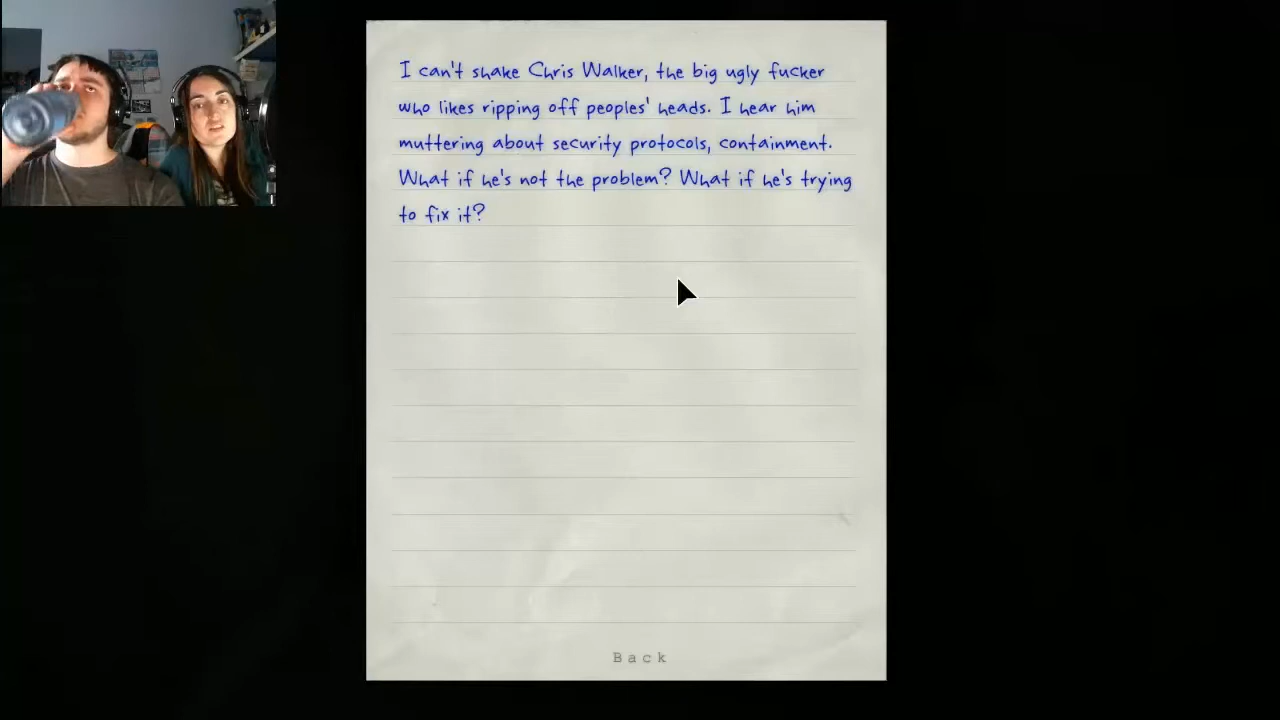 I can't shake Chris Walker, the big ugly fucker
who likes ripping off peoples' heads. I hear him
muttering about security protocols, containment.
What if he's not the problem? What if he's trying
to fix it?
Back